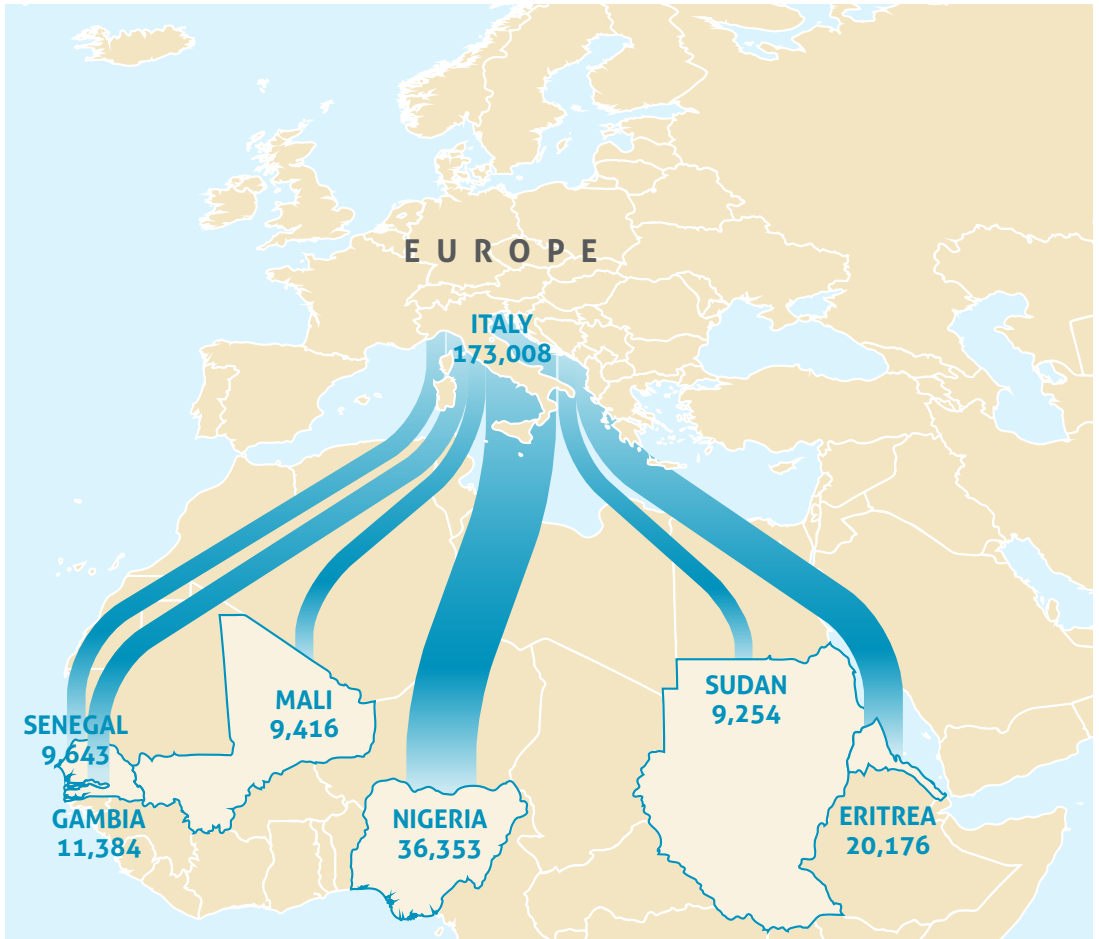 EUROPE
ITALY
173,008
SENEGAL
9,643
MALI
9,416
SUDAN
9,254
GAMBIA
11,384
NIGERIA
36,353
ERITREA
20,176